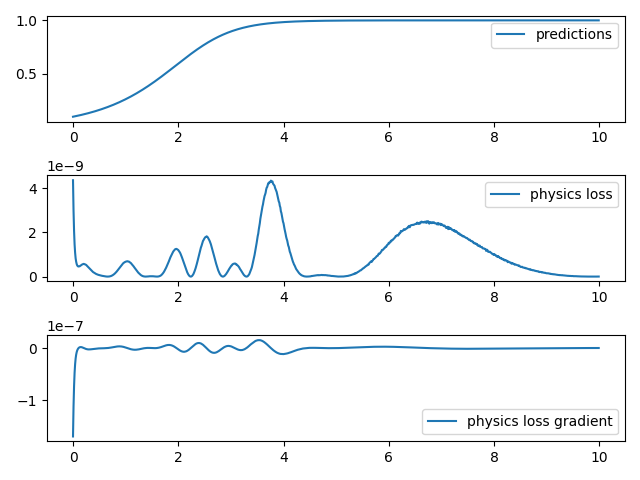 1.0
predictions
0.5
0 2 4 6 8 10
1e−9
4
physics loss
2
0
0 2 4 6 8 10
1e−7
0
−1
physics loss gradient
0 2 4 6 8 10